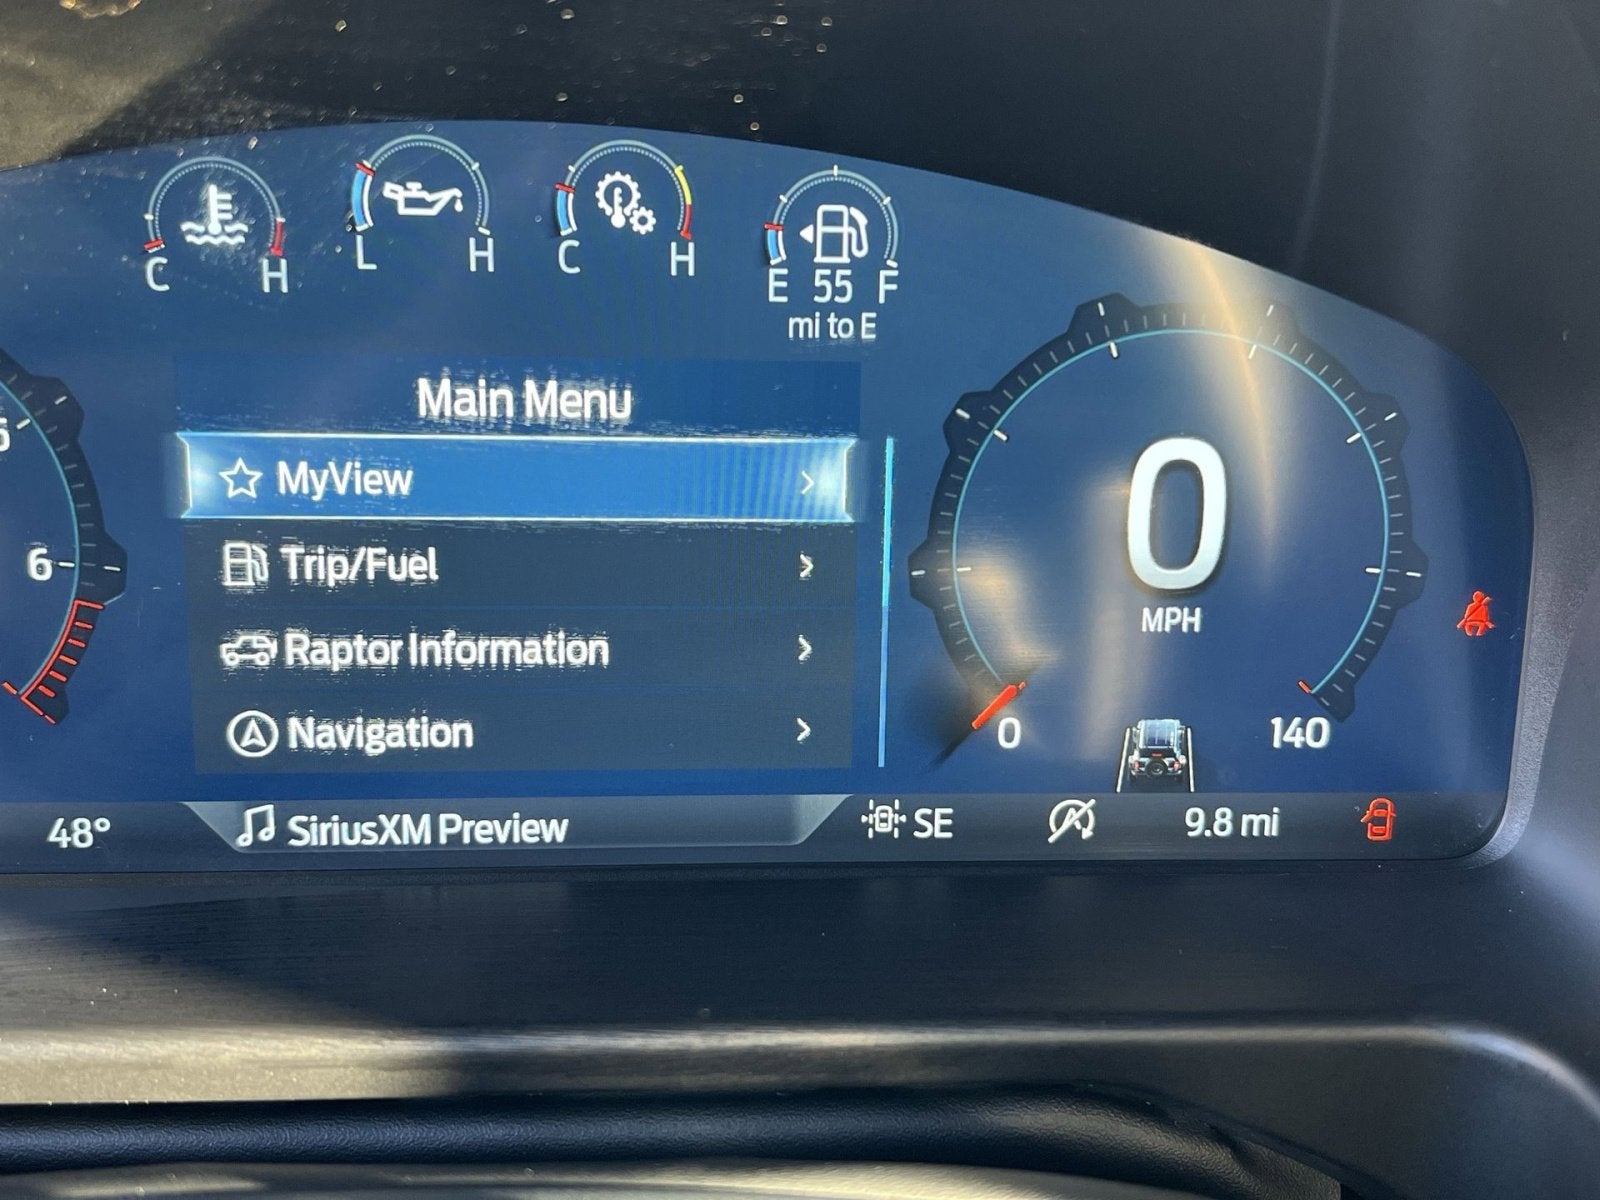 C H
L H
C H
E 55 F
mi to E
Main Menu
MyView
Trip/Fuel
Raptor Information
Navigation
6
0
MPH
0 140
48°
SiriusXM Preview
SE
9.8 mi